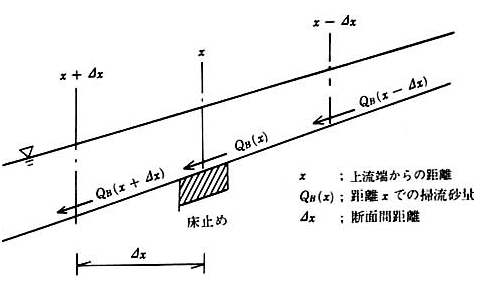 x − Δx
x
x + Δx
Q_B(x − Δx)
Q_B(x)
Q_B(x + Δx)
床止め
Δx
x ; 上流端からの距離
Q_B(x) ; 距離 x での掃流砂量
Δx ; 断面間距離